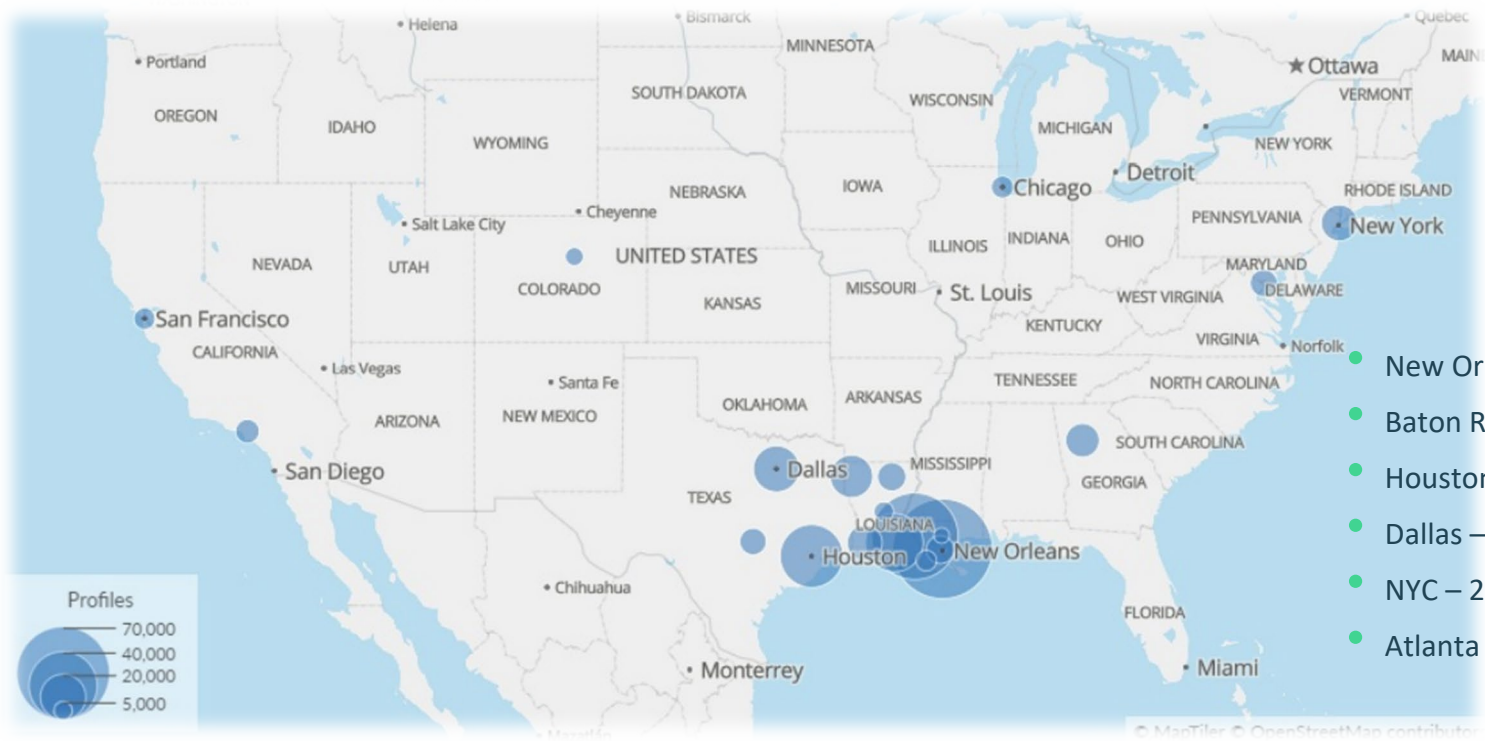 Helena
Bismarck
Quebec
MINNESOTA
Portland
Ottawa
MAIN
SOUTH DAKOTA
WISCONSIN
VERMONT
OREGON
IDAHO
MICHIGAN
WYOMING
NEW YORK
Detroit
NEBRASKA
IOWA
Chicago
RHODE ISLAND
Cheyenne
Salt Lake City
PENNSYLVANIA
New York
ILLINOIS
INDIANA
OHIO
UNITED STATES
NEVADA
UTAH
MARYLAND
COLORADO
MISSOURI
St. Louis
DELAWARE
WEST VIRGINIA
KANSAS
San Francisco
KENTUCKY
VIRGINIA
Norfolk
CALIFORNIA
New Or
Las Vegas
Santa Fe
TENNESSEE
NORTH CAROLINA
ARKANSAS
OKLAHOMA
NEW MEXICO
ARIZONA
Baton R
SOUTH CAROLINA
San Diego
Dallas
MISSISSIPPI
GEORGIA
Houston
TEXAS
LOUISIANA
Dallas –
Houston
New Orleans
Chihuahua
NYC – 2
Profiles
70,000
40,000
20,000
5,000
FLORIDA
Atlanta
Monterrey
Miami
Mazatlán
© MapTiler © OpenStreetMap contributor